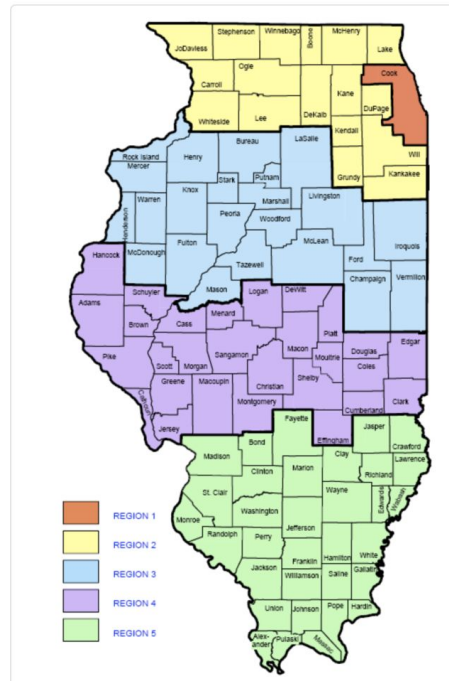 Stephenson Winnebago Boone McHenry
JoDaviess Lake
Ogle Cook
Carroll Kane DuPage
Whiteside Lee DeKalb Kendall
Will
Grundy Kankakee
Bureau LaSalle
Rock Island Henry
Mercer
Putnam
Stark
Knox Livingston
Warren Marshall
Henderson Peoria Woodford
McDonough Fulton McLean Iroquois
Tazewell Ford
Mason Champaign Vermilion
Hancock
Schuyler Logan DeWitt
Adams Menard
Brown Cass Piatt
Macon Douglas Edgar
Pike Sangamon Moultrie
Scott Morgan Coles
Greene Macoupin Christian Shelby
Calhoun Montgomery Cumberland Clark
Jersey Effingham
Fayette Jasper
Bond Crawford
Madison Clay Lawrence
Clinton Marion Richland
St. Clair Wayne Edwards Wabash
Washington
Monroe Jefferson
Randolph Perry Hamilton White
Franklin Gallatin
Jackson Williamson Saline
Union Johnson Pope Hardin
Alex-
ander Pulaski Massac
REGION 1
REGION 2
REGION 3
REGION 4
REGION 5